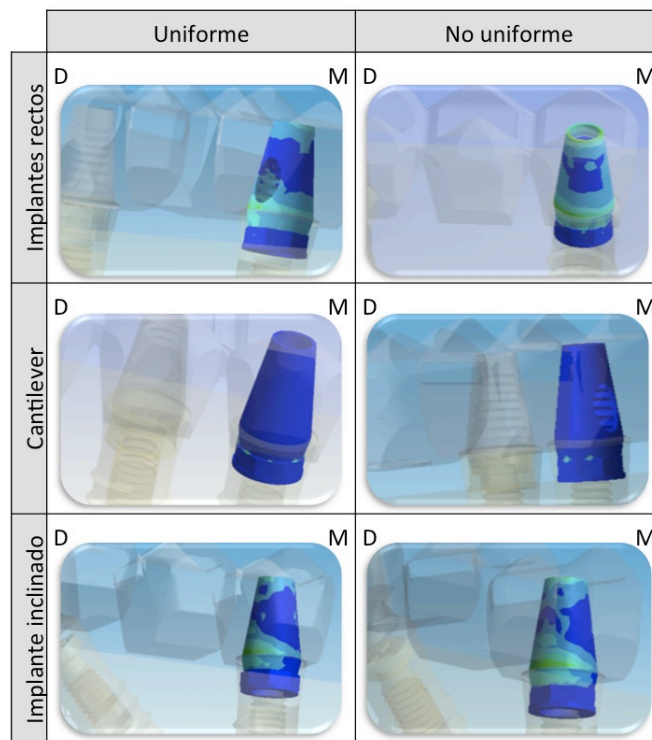 Uniforme
No uniforme
Implantes rectos
D M
D M
Cantilever
D M
D M
Implante inclinado
D M
D M